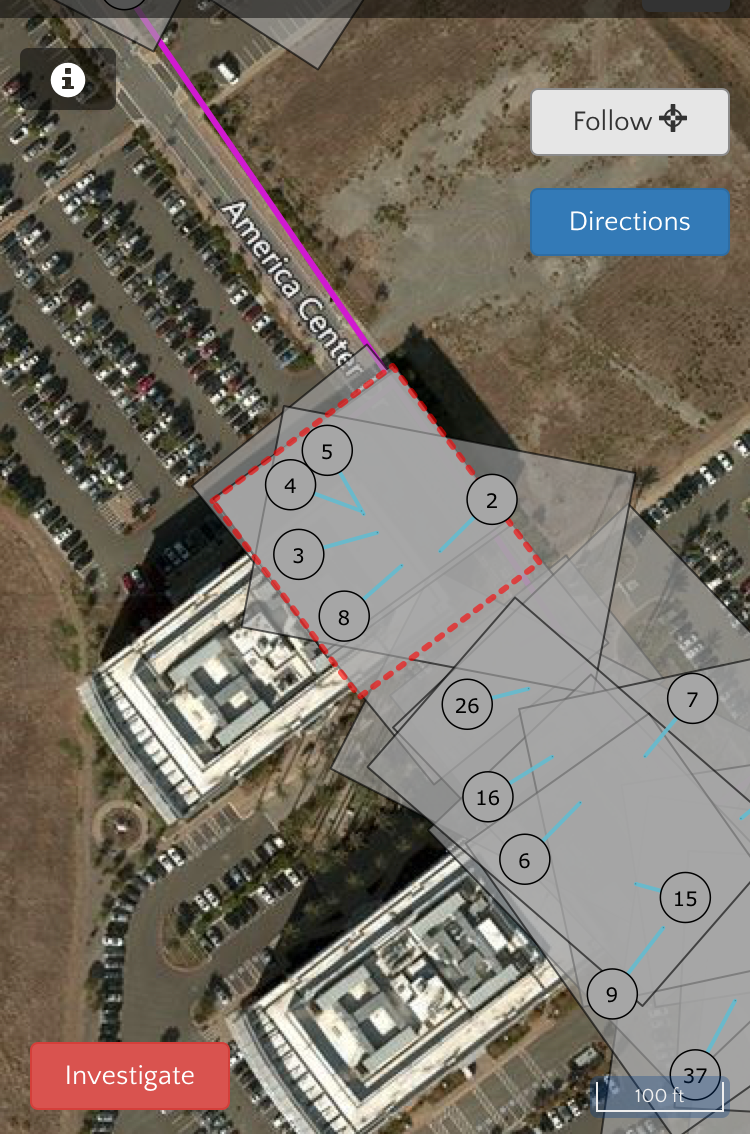 Follow
Directions
America Center
5
4
2
3
8
26
7
16
6
15
9
37
100 ft
Investigate